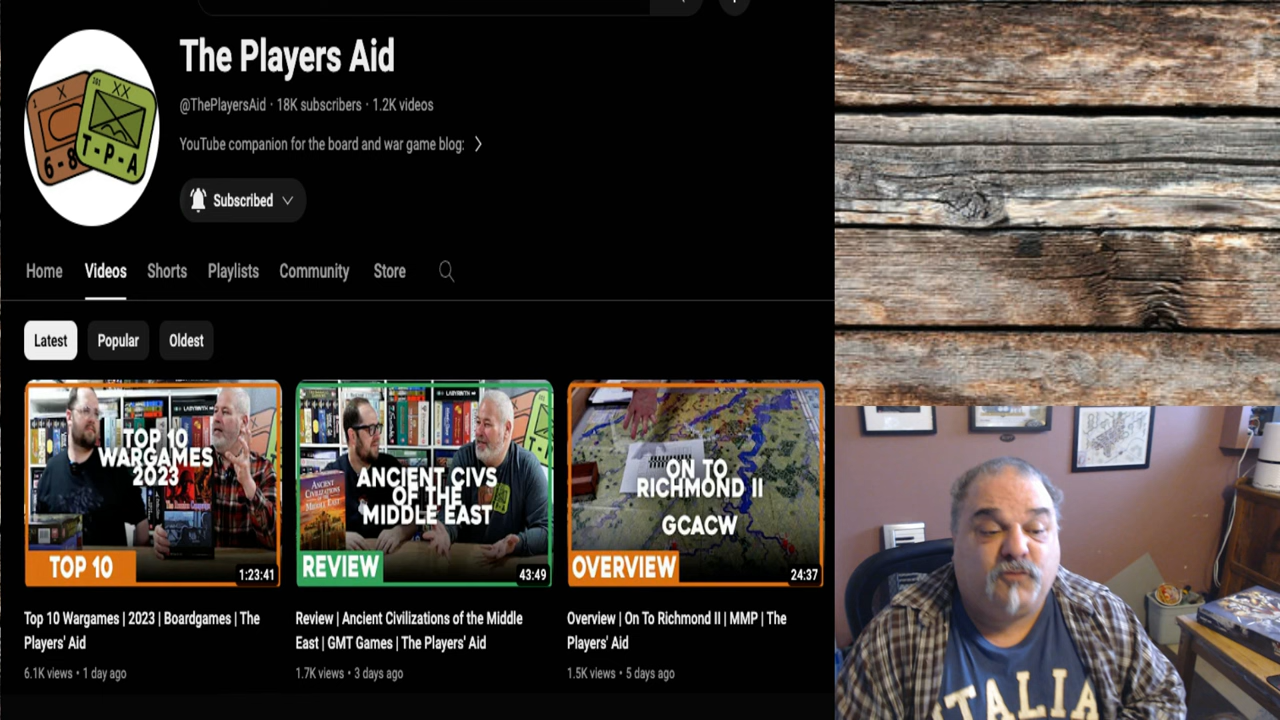 The Players Aid
@ThePlayersAid · 18K subscribers · 1.2K videos
YouTube companion for the board and war game blog:
Subscribed
Home Videos Shorts Playlists Community Store
Latest Popular Oldest
X
XX
6-8
T-P-A
TOP 10
WARGAMES
2023
TOP 10
1:23:41
LABYRINTH
ANCIENT CIVS
OF THE
MIDDLE EAST
REVIEW
43:49
ON TO
RICHMOND II
GCACW
OVERVIEW
24:37
Top 10 Wargames | 2023 | Boardgames | The
Players' Aid
6.1K views · 1 day ago
Review | Ancient Civilizations of the Middle
East | GMT Games | The Players' Aid
1.7K views · 3 days ago
Overview | On To Richmond II | MMP | The
Players' Aid
1.5K views · 5 days ago
ITALIA